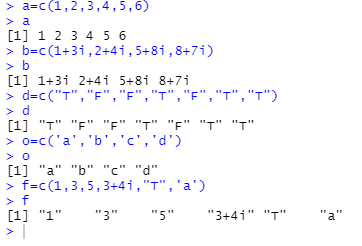 > a=c(1,2,3,4,5,6)
> a
[1] 1 2 3 4 5 6
> b=c(1+3i,2+4i,5+8i,8+7i)
> b
[1] 1+3i 2+4i 5+8i 8+7i
> d=c("T","F","F","T","F","T","T")
> d
[1] "T" "F" "F" "T" "F" "T" "T"
> o=c('a','b','c','d')
> o
[1] "a" "b" "c" "d"
> f=c(1,3,5,3+4i,"T",'a')
> f
[1] "1"    "3"    "5"    "3+4i" "T"    "a"
>